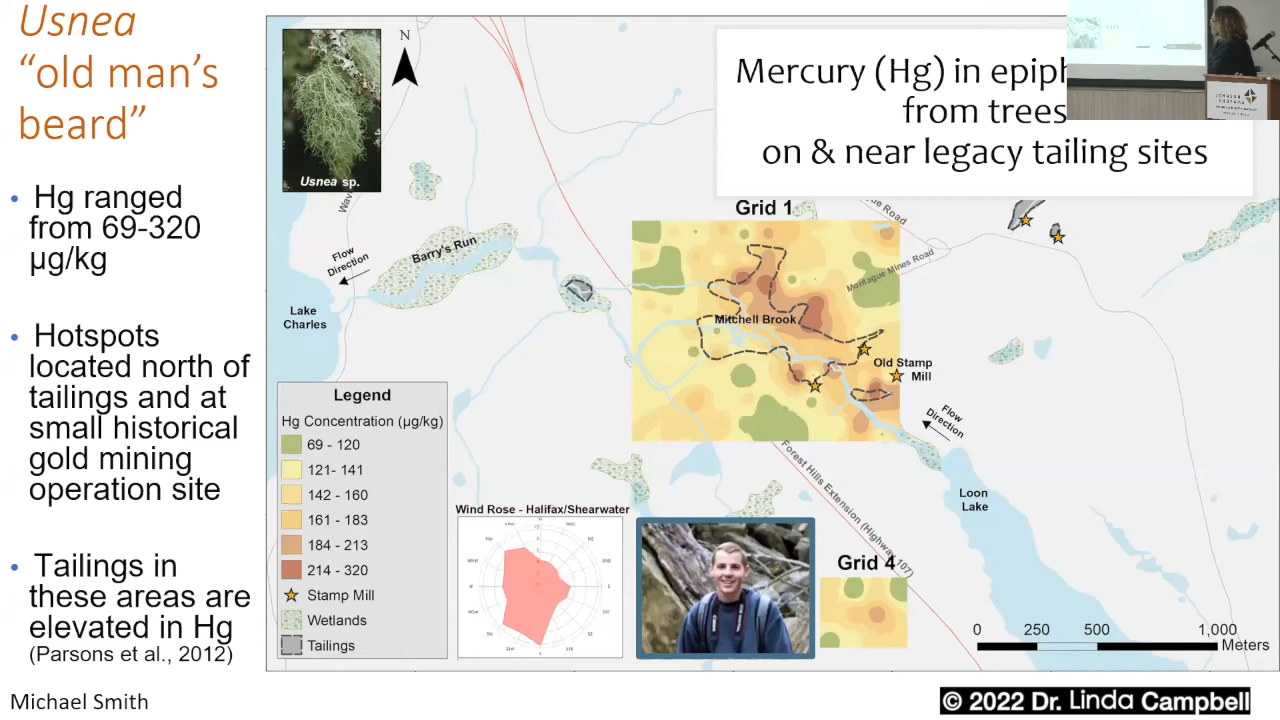 Usnea
“old man’s
beard”
• Hg ranged
from 69-320
µg/kg
• Hotspots
located north of
tailings and at
small historical
gold mining
operation site
• Tailings in
these areas are
elevated in Hg
(Parsons et al., 2012)
Michael Smith
Usnea sp.
N
Mercury (Hg) in
from trees
on & near legacy tailing sites
Grid 1
Barry's Run
Flow
Direction
Lake
Charles
Montague Mines Road
Road
Mitchell Brook
Old Stamp
Mill
Flow
Direction
Loon
Lake
Forest Hills Extension (Highway 107)
Legend
Hg Concentration (µg/kg)
69 - 120
121- 141
142 - 160
161 - 183
184 - 213
214 - 320
Stamp Mill
Wetlands
Tailings
Wind Rose - Halifax/Shearwater
Grid 4
0 250 500 1,000
Meters
© 2022 Dr. Linda Campbell